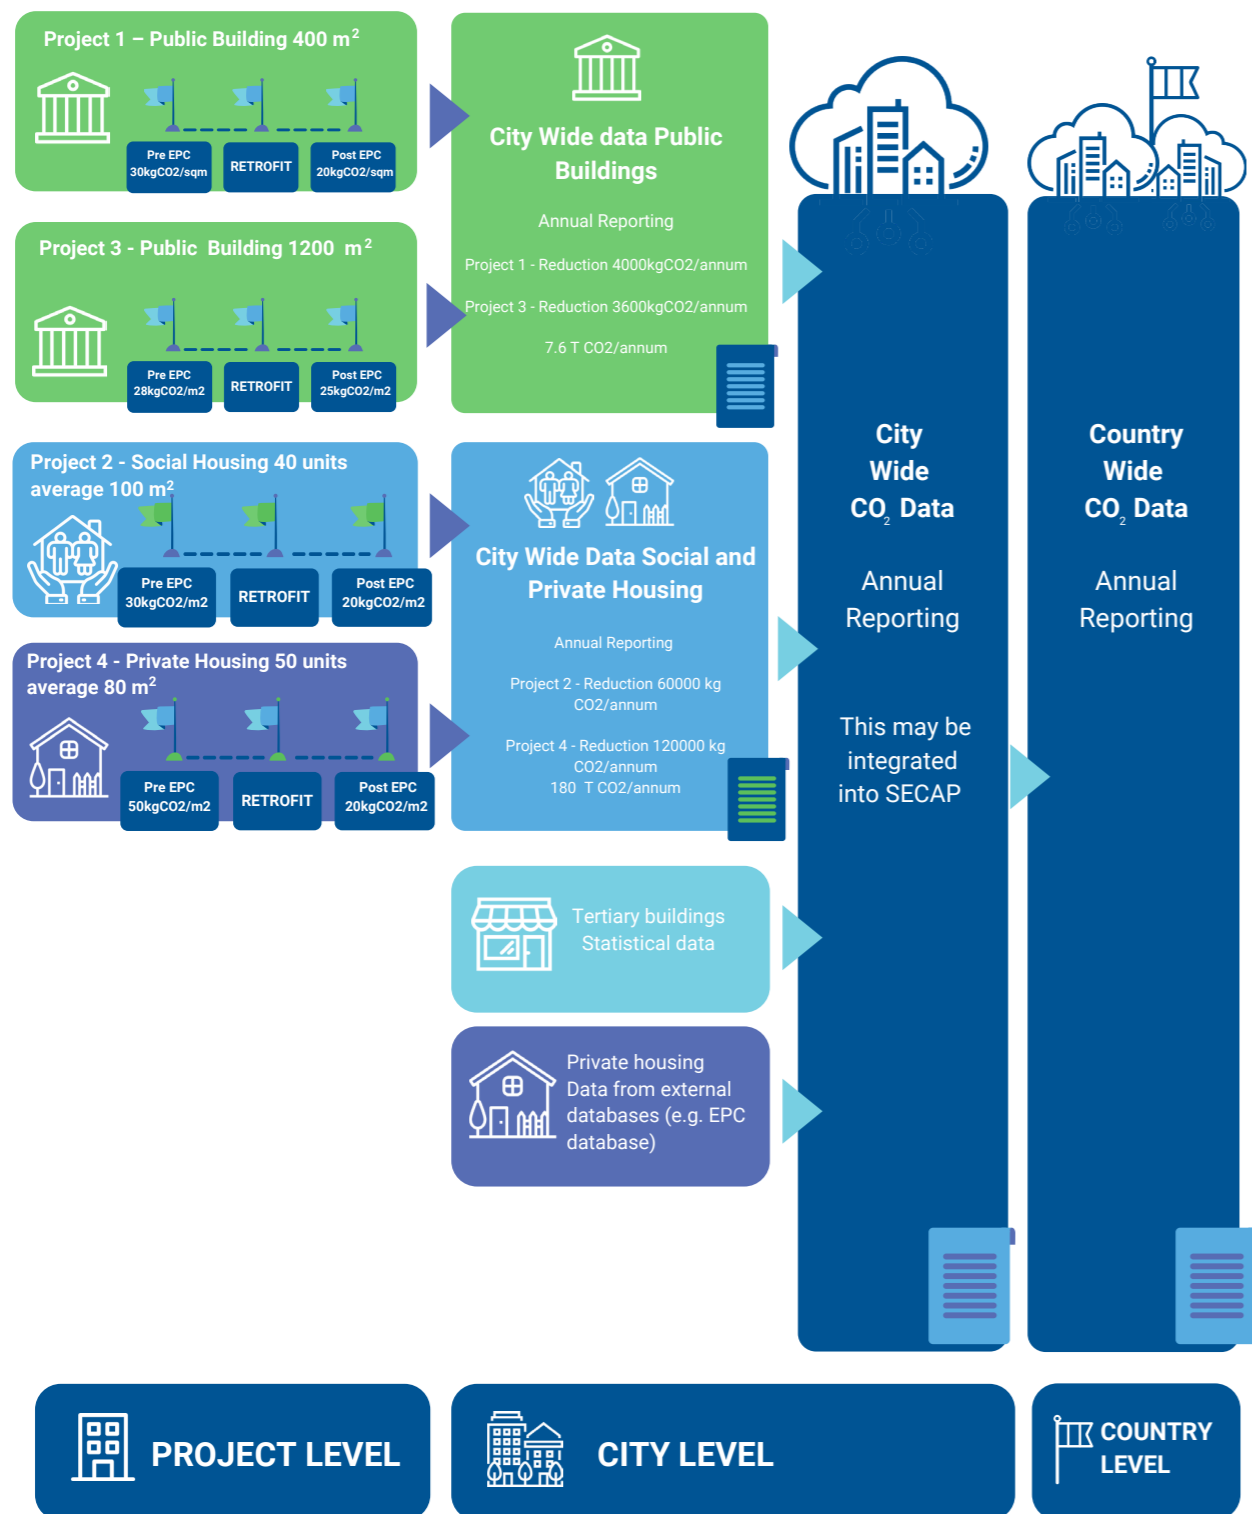 Project 1 – Public Building 400 m²
Pre EPC
30kgCO2/sqm
RETROFIT
Post EPC
20kgCO2/sqm
Project 3 - Public Building 1200 m²
Pre EPC
28kgCO2/m2
RETROFIT
Post EPC
25kgCO2/m2
Project 2 - Social Housing 40 units
average 100 m²
Pre EPC
30kgCO2/m2
RETROFIT
Post EPC
20kgCO2/m2
Project 4 - Private Housing 50 units
average 80 m²
Pre EPC
50kgCO2/m2
RETROFIT
Post EPC
20kgCO2/m2
City Wide data Public
Buildings
Annual Reporting
Project 1 - Reduction 4000kgCO2/annum
Project 3 - Reduction 3600kgCO2/annum
7.6 T CO2/annum
City Wide Data Social and
Private Housing
Annual Reporting
Project 2 - Reduction 60000 kg
CO2/annum
Project 4 - Reduction 120000 kg
CO2/annum
180 T CO2/annum
Tertiary buildings
Statistical data
Private housing
Data from external
databases (e.g. EPC
database)
City
Wide
CO₂ Data
Annual
Reporting
This may be
integrated
into SECAP
Country
Wide
CO₂ Data
Annual
Reporting
PROJECT LEVEL
CITY LEVEL
COUNTRY
LEVEL